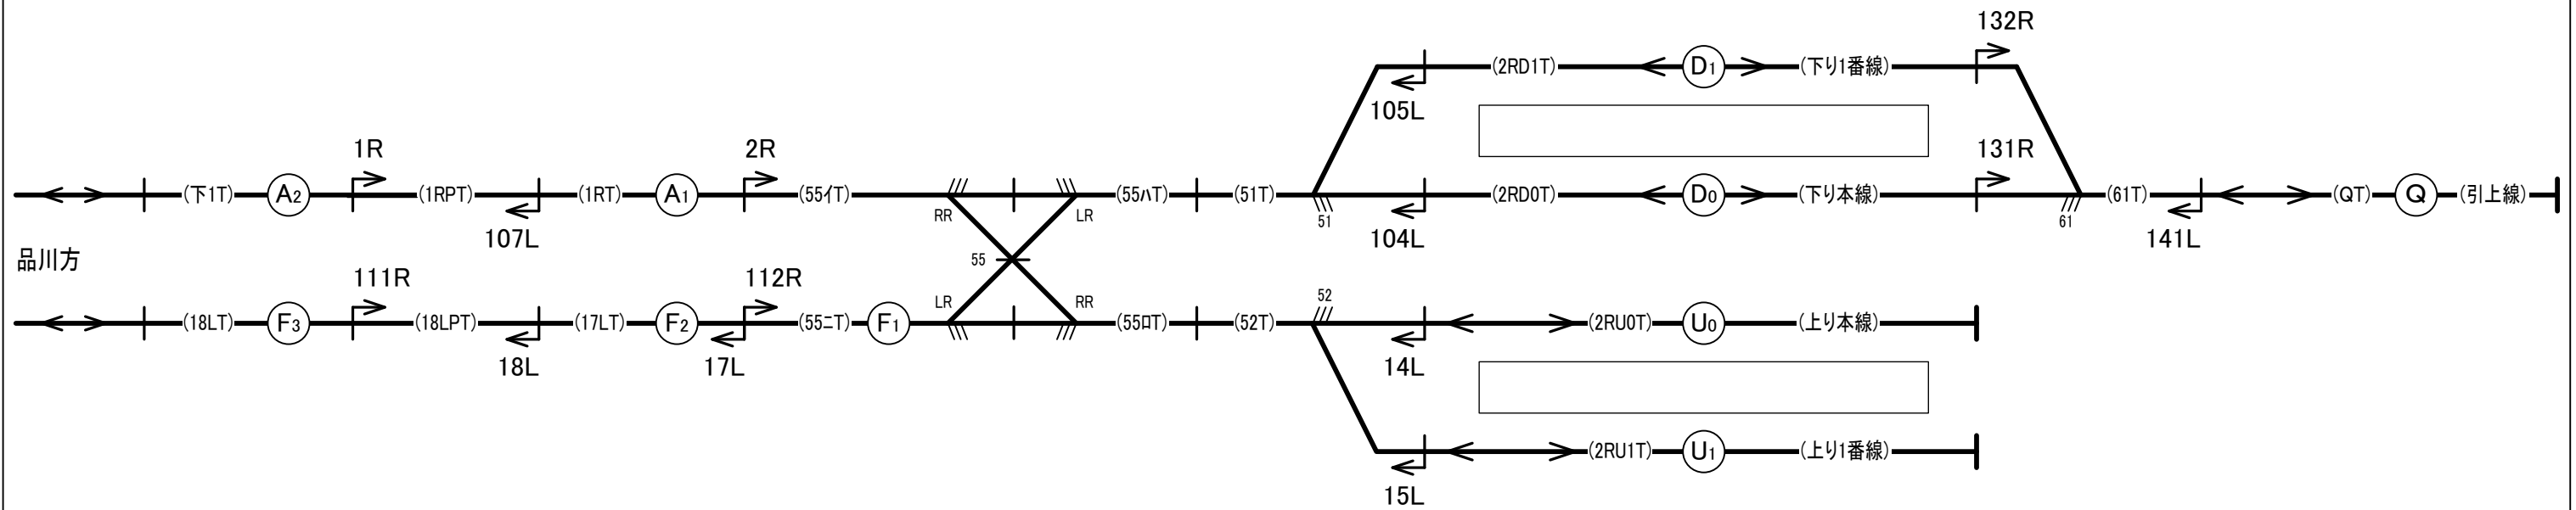 132R
(2RD1T) D1 (下り1番線)
105L
1R 2R 131R
(下1T) A2 (1RPT) (1RT) A1 (55イT) (55ハT) (51T) (2RD0T) D0 (下り本線) (61T) (QT) Q (引上線)
RR LR 51 61
107L 104L 141L
品川方 55
111R 112R LR RR 52
(18LT) F3 (18LPT) (17LT) F2 (55ニT) F1 (55ロT) (52T) (2RU0T) U0 (上り本線)
18L 17L 14L
(2RU1T) U1 (上り1番線)
15L